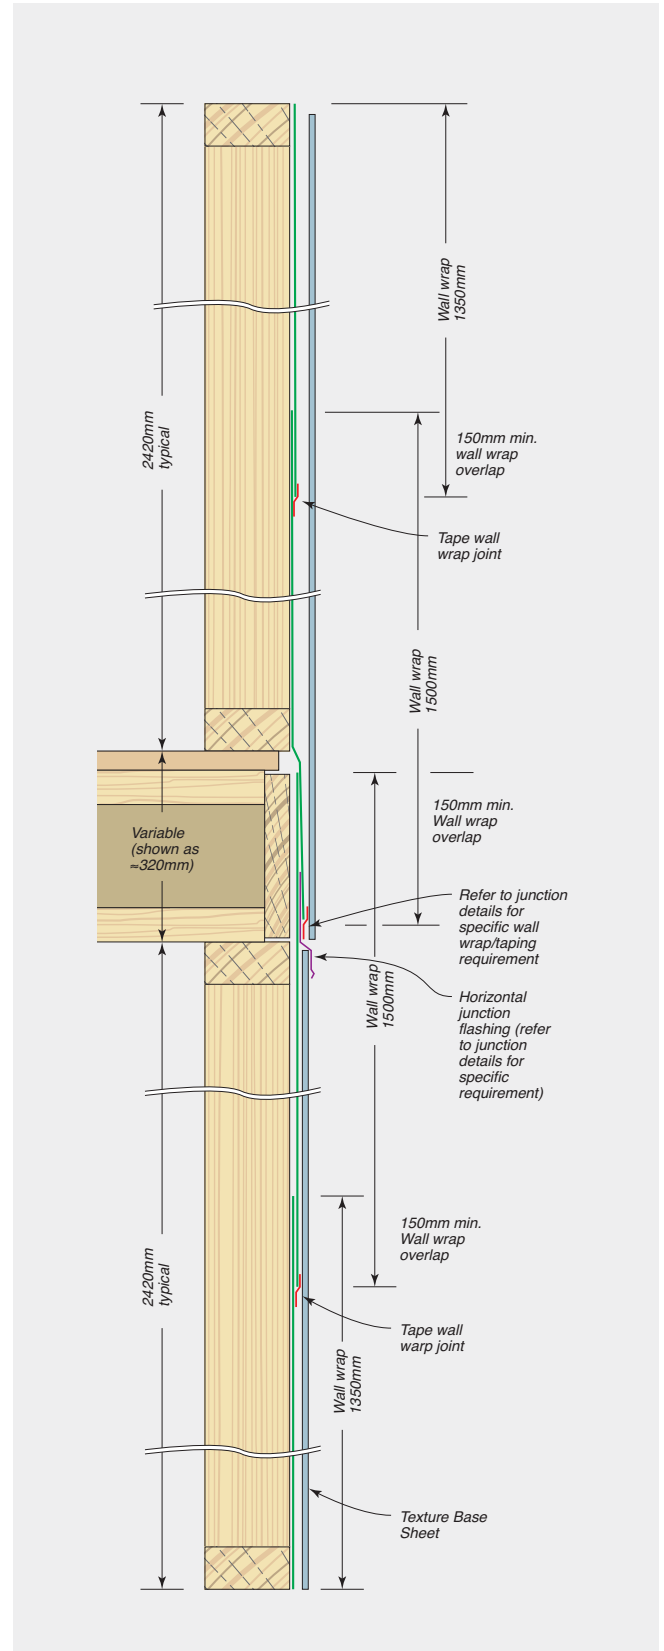 Wall wrap
1350mm
2420mm
typical
150mm min.
wall wrap
overlap
Tape wall
wrap joint
Wall wrap
1500mm
150mm min.
Wall wrap
overlap
Variable
(shown as
≈320mm)
Refer to junction
details for
specific wall
wrap/taping
requirement
Wall wrap
1500mm
Horizontal
junction
flashing (refer
to junction
details for
specific
requirement)
150mm min.
Wall wrap
overlap
2420mm
typical
Tape wall
warp joint
Wall wrap
1350mm
Texture Base
Sheet